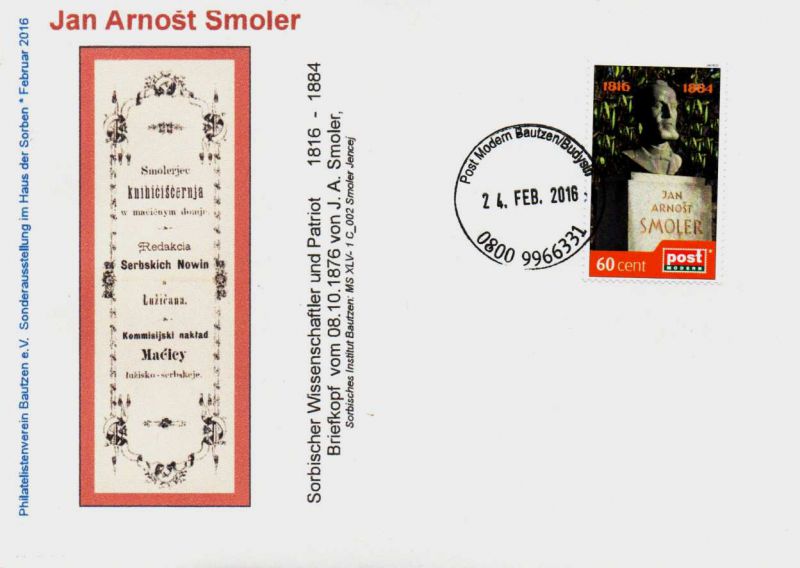 Jan Arnošt Smoler
Philatelistenverein Bautzen e.V. Sonderausstellung im Haus der Sorben * Februar 2016
Smolerjec
knihićišćernja
w maćičnym domje.
Redakcia
Serbskich Nowin
a
Łužičana.
Kommisijski nakład
Maćicy
łužisko-serbskeje.
Sorbischer Wissenschaftler und Patriot 1816 - 1884
Briefkopf vom 08.10.1876 von J. A. Smoler,
Sorbisches Institut Bautzen: MS XLV- 1 C_002 Smoler Jencej
Post Modern Bautzen/Budyšin
24. FEB. 2016
0800 9966331
1816 1884
JAN
ARNOŠT
SMOLER
60 cent
post
MODERN